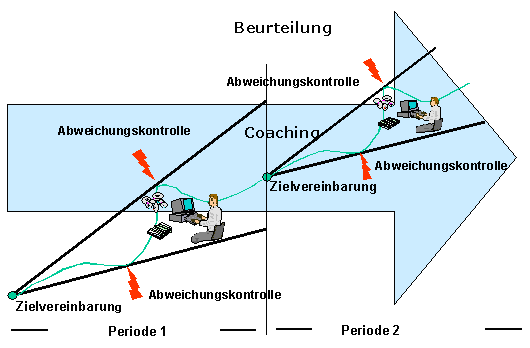 Beurteilung
Abweichungskontrolle
Abweichungskontrolle
Coaching
Abweichungskontrolle
Zielvereinbarung
Abweichungskontrolle
Zielvereinbarung
Periode 1
Periode 2